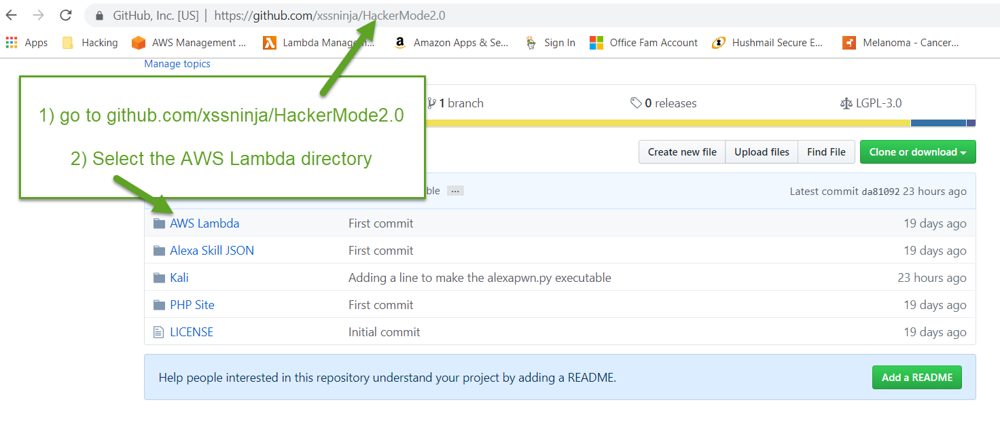 GitHub, Inc. [US] | https://github.com/xssninja/HackerMode2.0
Apps Hacking AWS Management ... Lambda Managem... Amazon Apps & Se... Sign In Office Fam Account Hushmail Secure E... Melanoma - Cancer...
Manage topics
1) go to github.com/xssninja/HackerMode2.0
2) Select the AWS Lambda directory
1 branch 0 releases LGPL-3.0
Create new file Upload files Find File Clone or download
ble ... Latest commit da81092 23 hours ago
AWS Lambda First commit 19 days ago
Alexa Skill JSON First commit 19 days ago
Kali Adding a line to make the alexapwn.py executable 23 hours ago
PHP Site First commit 19 days ago
LICENSE Initial commit 19 days ago
Help people interested in this repository understand your project by adding a README. Add a README